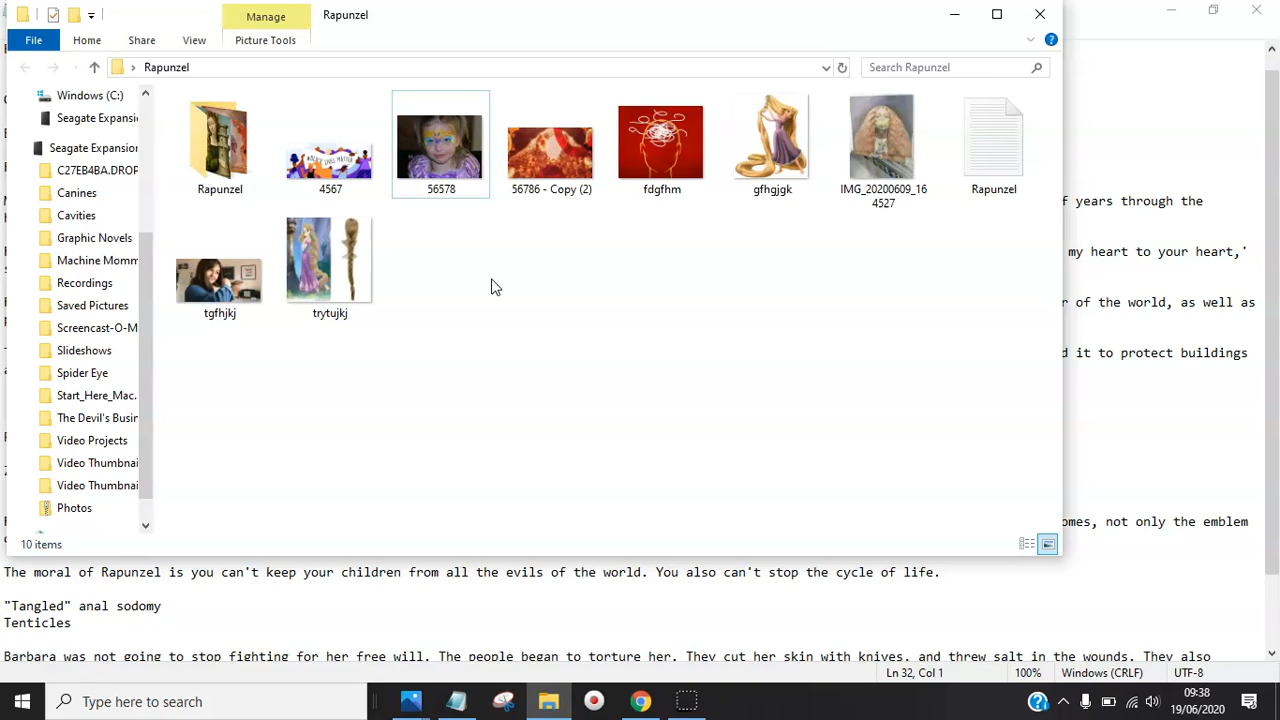 Manage
Rapunzel
File
Home
Share
View
Picture Tools
Rapunzel
Search Rapunzel
Windows (C:)
Seagate Expansi
Seagate Expansion
C27EB4BA.DROP
Canines
Cavities
Graphic Novels
Machine Momm
Recordings
Saved Pictures
Screencast-O-M
Slideshows
Spider Eye
Start_Here_Mac.
The Devil's Busin
Video Projects
Video Thumbnai
Video Thumbnai
Photos
Rapunzel
4567
56578
56786 - Copy (2)
fdgfhm
gfhgjgk
IMG_20200609_16
4527
Rapunzel
tgfhjkj
trytujkj
10 items
f years through the
my heart to your heart,'
r of the world, as well as
d it to protect buildings
omes, not only the emblem
The moral of Rapunzel is you can't keep your children from all the evils of the world. You also can't stop the cycle of life.
"Tangled" anal sodomy
Tenticles
Barbara was not going to stop fighting for her free will. The people began to torture her. They cut her skin with knives, and threw salt in the wounds. They also
Ln 32, Col 1
100%
Windows (CRLF)
UTF-8
Type here to search
09:38
19/06/2020